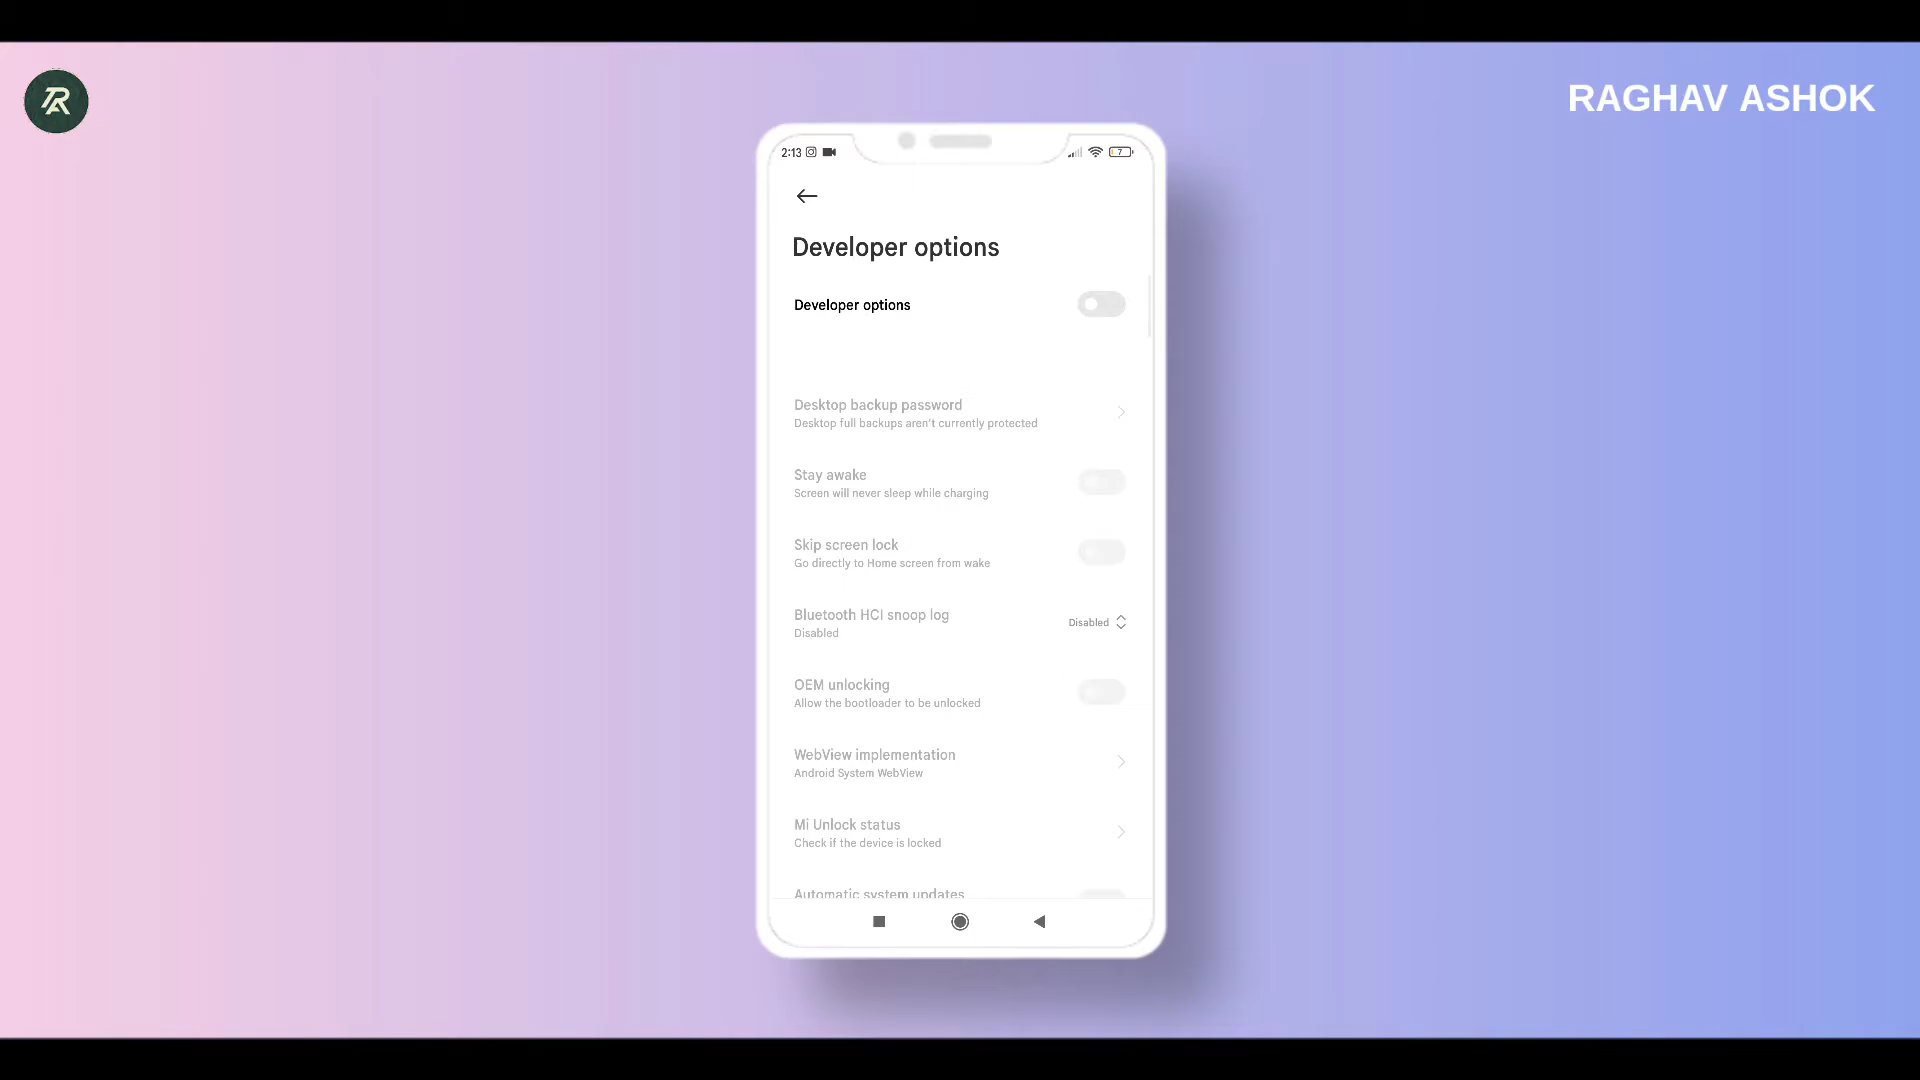 RAGHAV ASHOK
2:13
7
Developer options
Developer options
Desktop backup password
Desktop full backups aren't currently protected
Stay awake
Screen will never sleep while charging
Skip screen lock
Go directly to Home screen from wake
Bluetooth HCI snoop log
Disabled
Disabled
OEM unlocking
Allow the bootloader to be unlocked
WebView implementation
Android System WebView
Mi Unlock status
Check if the device is locked
Automatic system updates